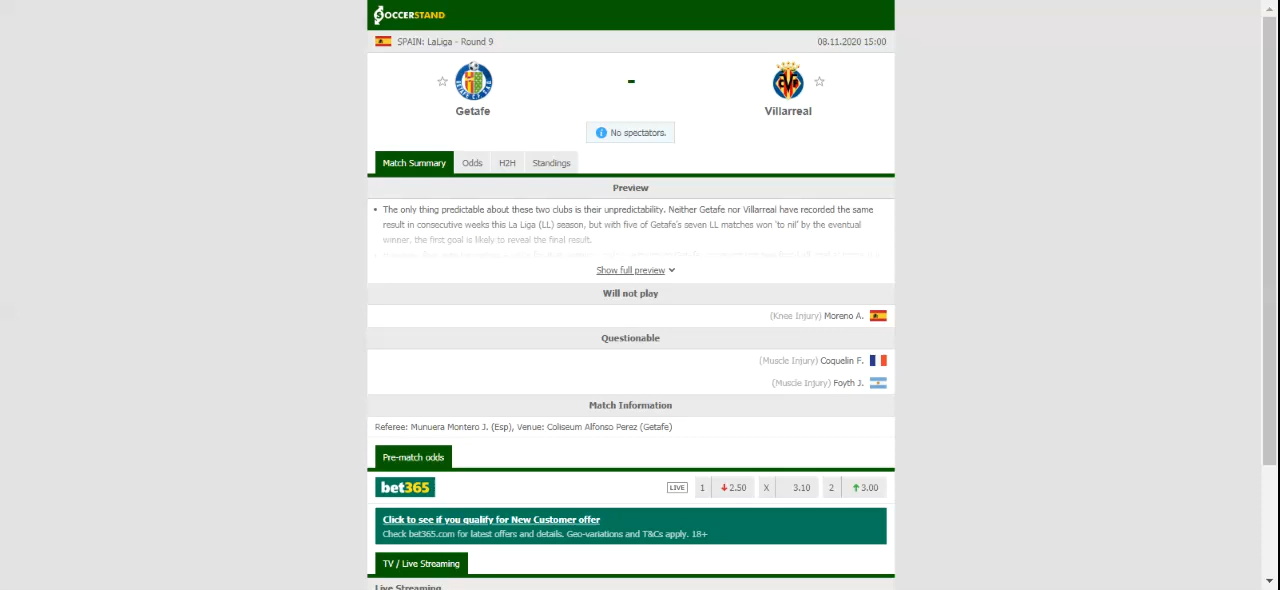 SOCCERSTAND
SPAIN: LaLiga - Round 9 08.11.2020 15:00
Getafe - Villarreal
No spectators.
Match Summary Odds H2H Standings
Preview
• The only thing predictable about these two clubs is their unpredictability. Neither Getafe nor Villarreal have recorded the same
result in consecutive weeks this La Liga (LL) season, but with five of Getafe's seven LL matches won 'to nil' by the eventual
winner, the first goal is likely to reveal the final result.
Show full preview
Will not play
(Knee Injury) Moreno A.
Questionable
(Muscle Injury) Coquelin F.
(Muscle Injury) Foyth J.
Match Information
Referee: Munuera Montero J. (Esp), Venue: Coliseum Alfonso Perez (Getafe)
Pre-match odds
bet365 LIVE 1 2.50 X 3.10 2 3.00
Click to see if you qualify for New Customer offer
Check bet365.com for latest offers and details. Geo-variations and T&Cs apply. 18+
TV / Live Streaming
Live Streaming